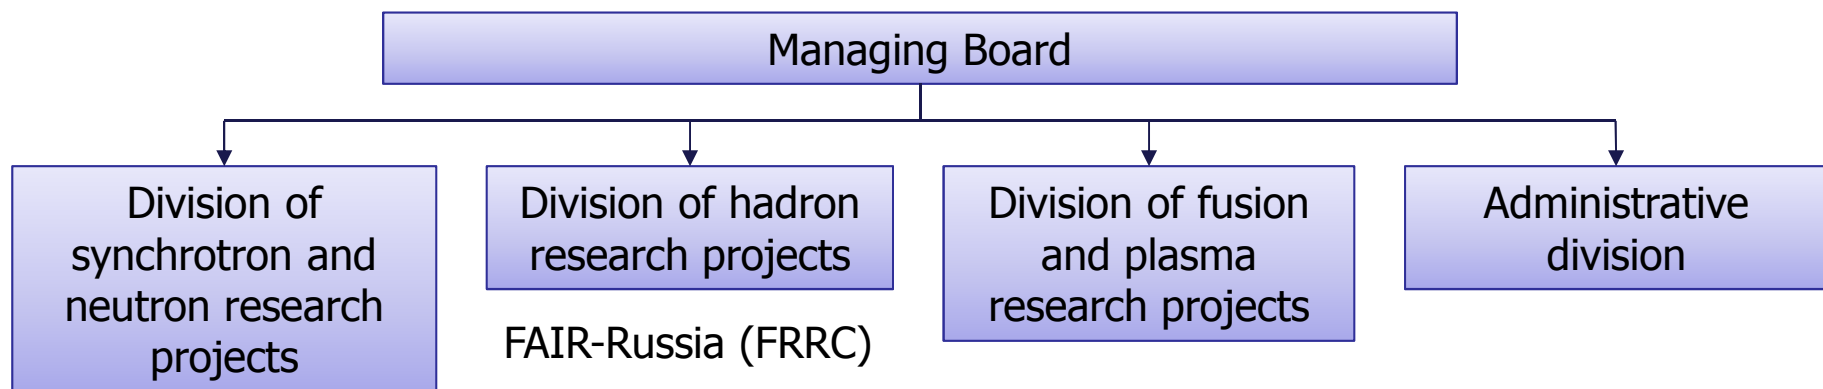 Managing Board
Division of
synchrotron and
neutron research
projects
Division of hadron
research projects
FAIR-Russia (FRRC)
Division of fusion
and plasma
research projects
Administrative
division